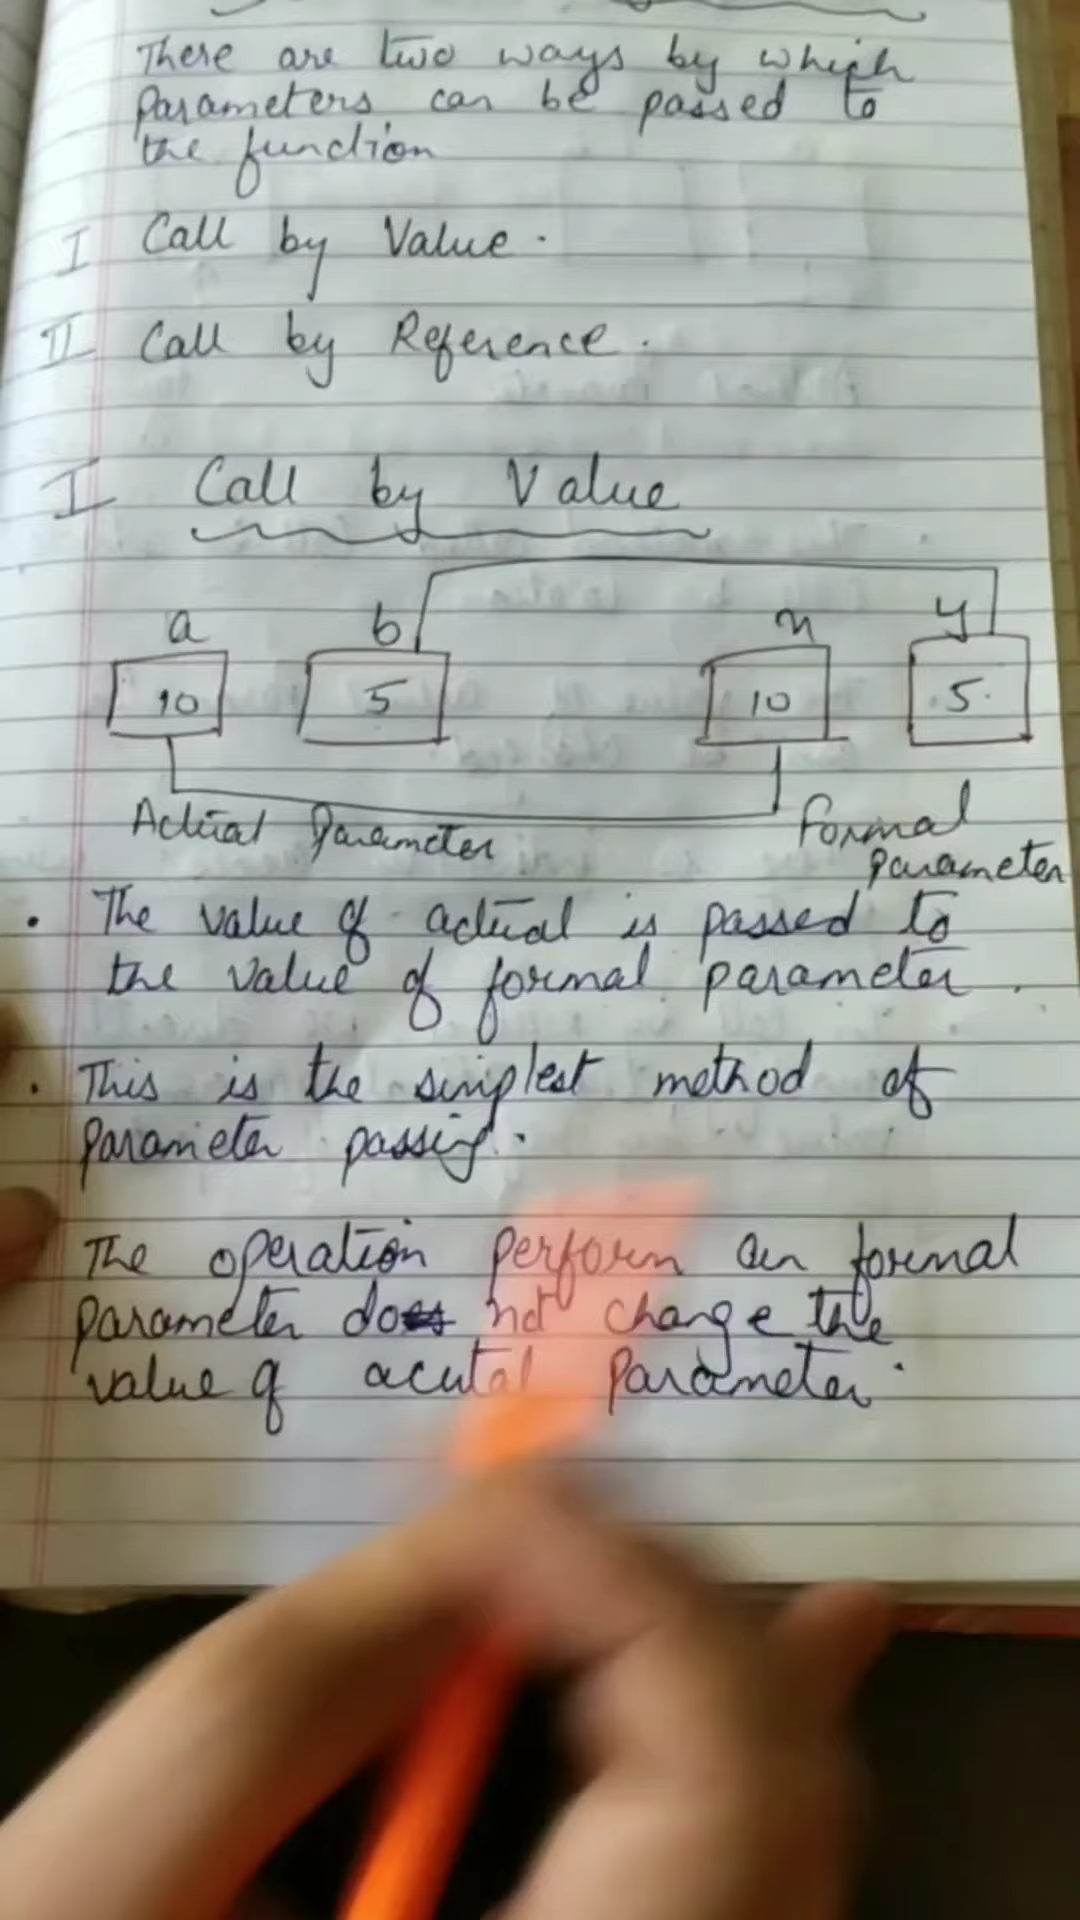 There are two ways by which
Parameters can be passed to
the function
I Call by Value.
II Call by Reference.
I Call by Value
a b x y
10 5 10 5.
Actual Parameter Formal
parameter
. The value of actual is passed to
the value of formal parameter.
. This is the simplest method of
parameter passing.
The operation perform on formal
parameter do not change the
value of acutal parameter.